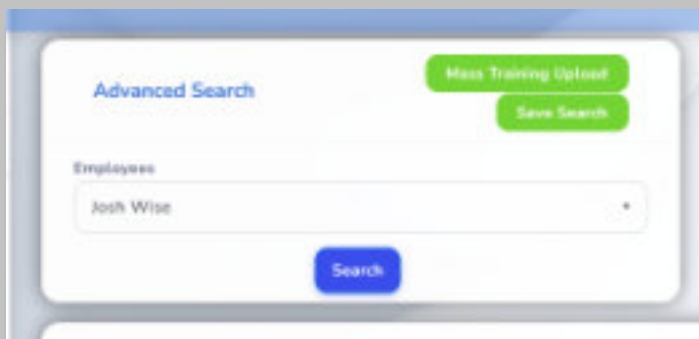 Advanced Search
Mass Training Upload
Save Search
Employees
Josh Wise
Search